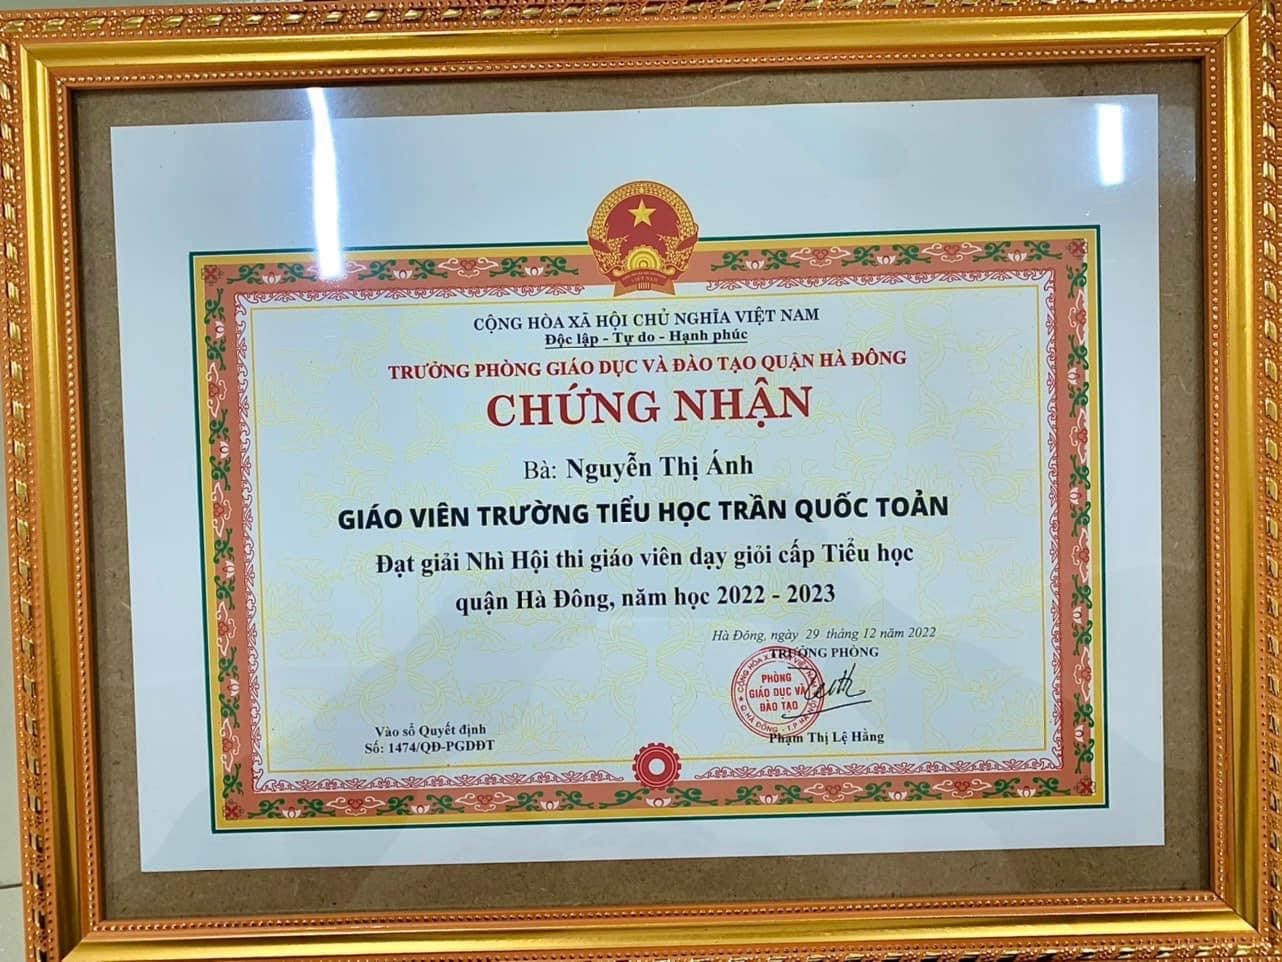 VIỆT NAM
CỘNG HÒA XÃ HỘI CHỦ NGHĨA VIỆT NAM
Độc lập - Tự do - Hạnh phúc
TRƯỞNG PHÒNG GIÁO DỤC VÀ ĐÀO TẠO QUẬN HÀ ĐÔNG
CHỨNG NHẬN
Bà: Nguyễn Thị Ánh
GIÁO VIÊN TRƯỜNG TIỂU HỌC TRẦN QUỐC TOẢN
Đạt giải Nhì Hội thi giáo viên dạy giỏi cấp Tiểu học
quận Hà Đông, năm học 2022 - 2023
Hà Đông, ngày 29 tháng 12 năm 2022
TRƯỞNG PHÒNG
PHÒNG
GIÁO DỤC VÀ
ĐÀO TẠO
Phạm Thị Lệ Hằng
Vào sổ Quyết định
Số: 1474/QĐ-PGDĐT